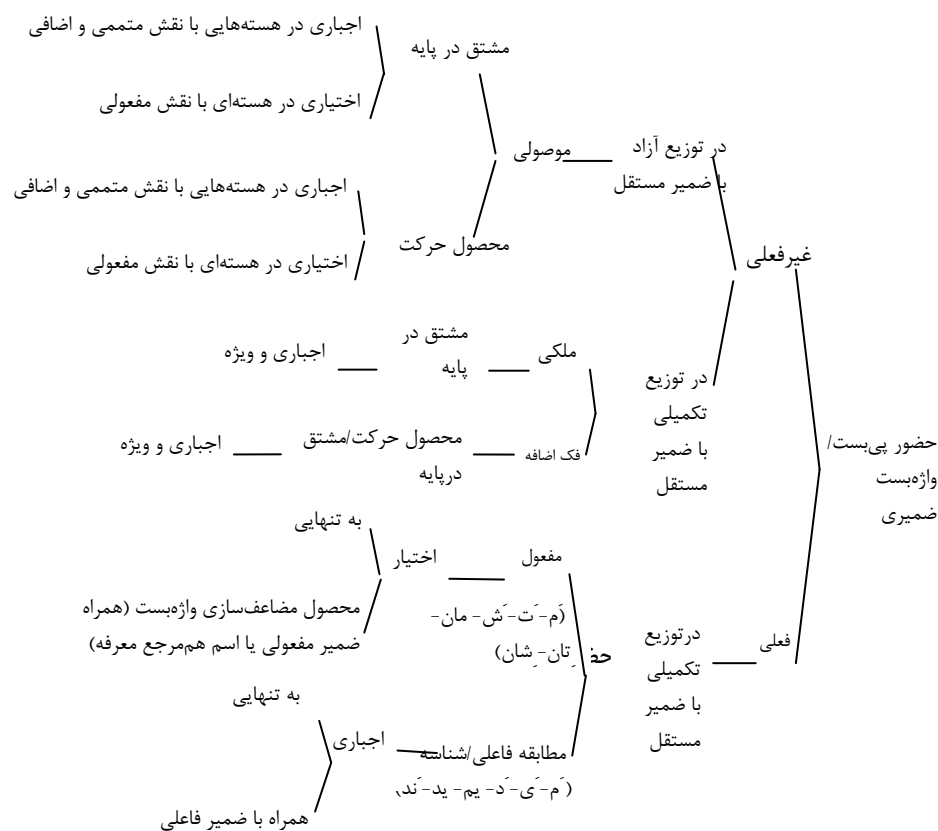 اجباری در هسته‌هایی با نقش متممی و اضافی
مشتق در پایه
اختیاری در هسته‌ای با نقش مفعولی
در توزیع آزاد
با ضمیر مستقل
موصولی
اجباری در هسته‌هایی با نقش متممی و اضافی
محصول حرکت
اختیاری در هسته‌ای با نقش مفعولی
غیرفعلی
مشتق در
پایه
ملکی
اجباری و ویژه
در توزیع
تکمیلی
با ضمیر
مستقل
محصول حرکت/مشتق
درپایه
فک اضافه
اجباری و ویژه
حضور پی‌بست/
واژه‌بست
ضمیری
به تنهایی
مفعول
اختیار
(َم- َت- َش- مان-
تان- شان)
محصول مضاعف‌سازی واژه‌بست (همراه
ضمیر مفعولی یا اسم هم‌مرجع معرفه)
فعلی
درتوزیع
تکمیلی
با ضمیر
مستقل
به تنهایی
اجباری
مطابقه فاعلی/شناسه
(َم- َی- َد- یم- ید- َند،
همراه با ضمیر فاعلی